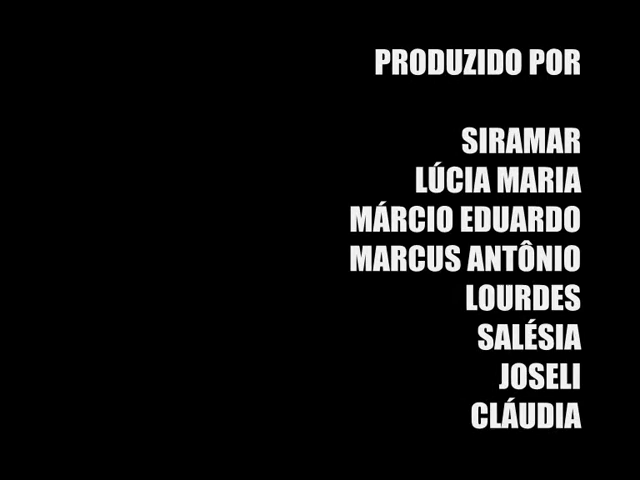 PRODUZIDO POR
SIRAMAR
LÚCIA MARIA
MÁRCIO EDUARDO
MARCUS ANTÔNIO
LOURDES
SALÉSIA
JOSELI
CLÁUDIA